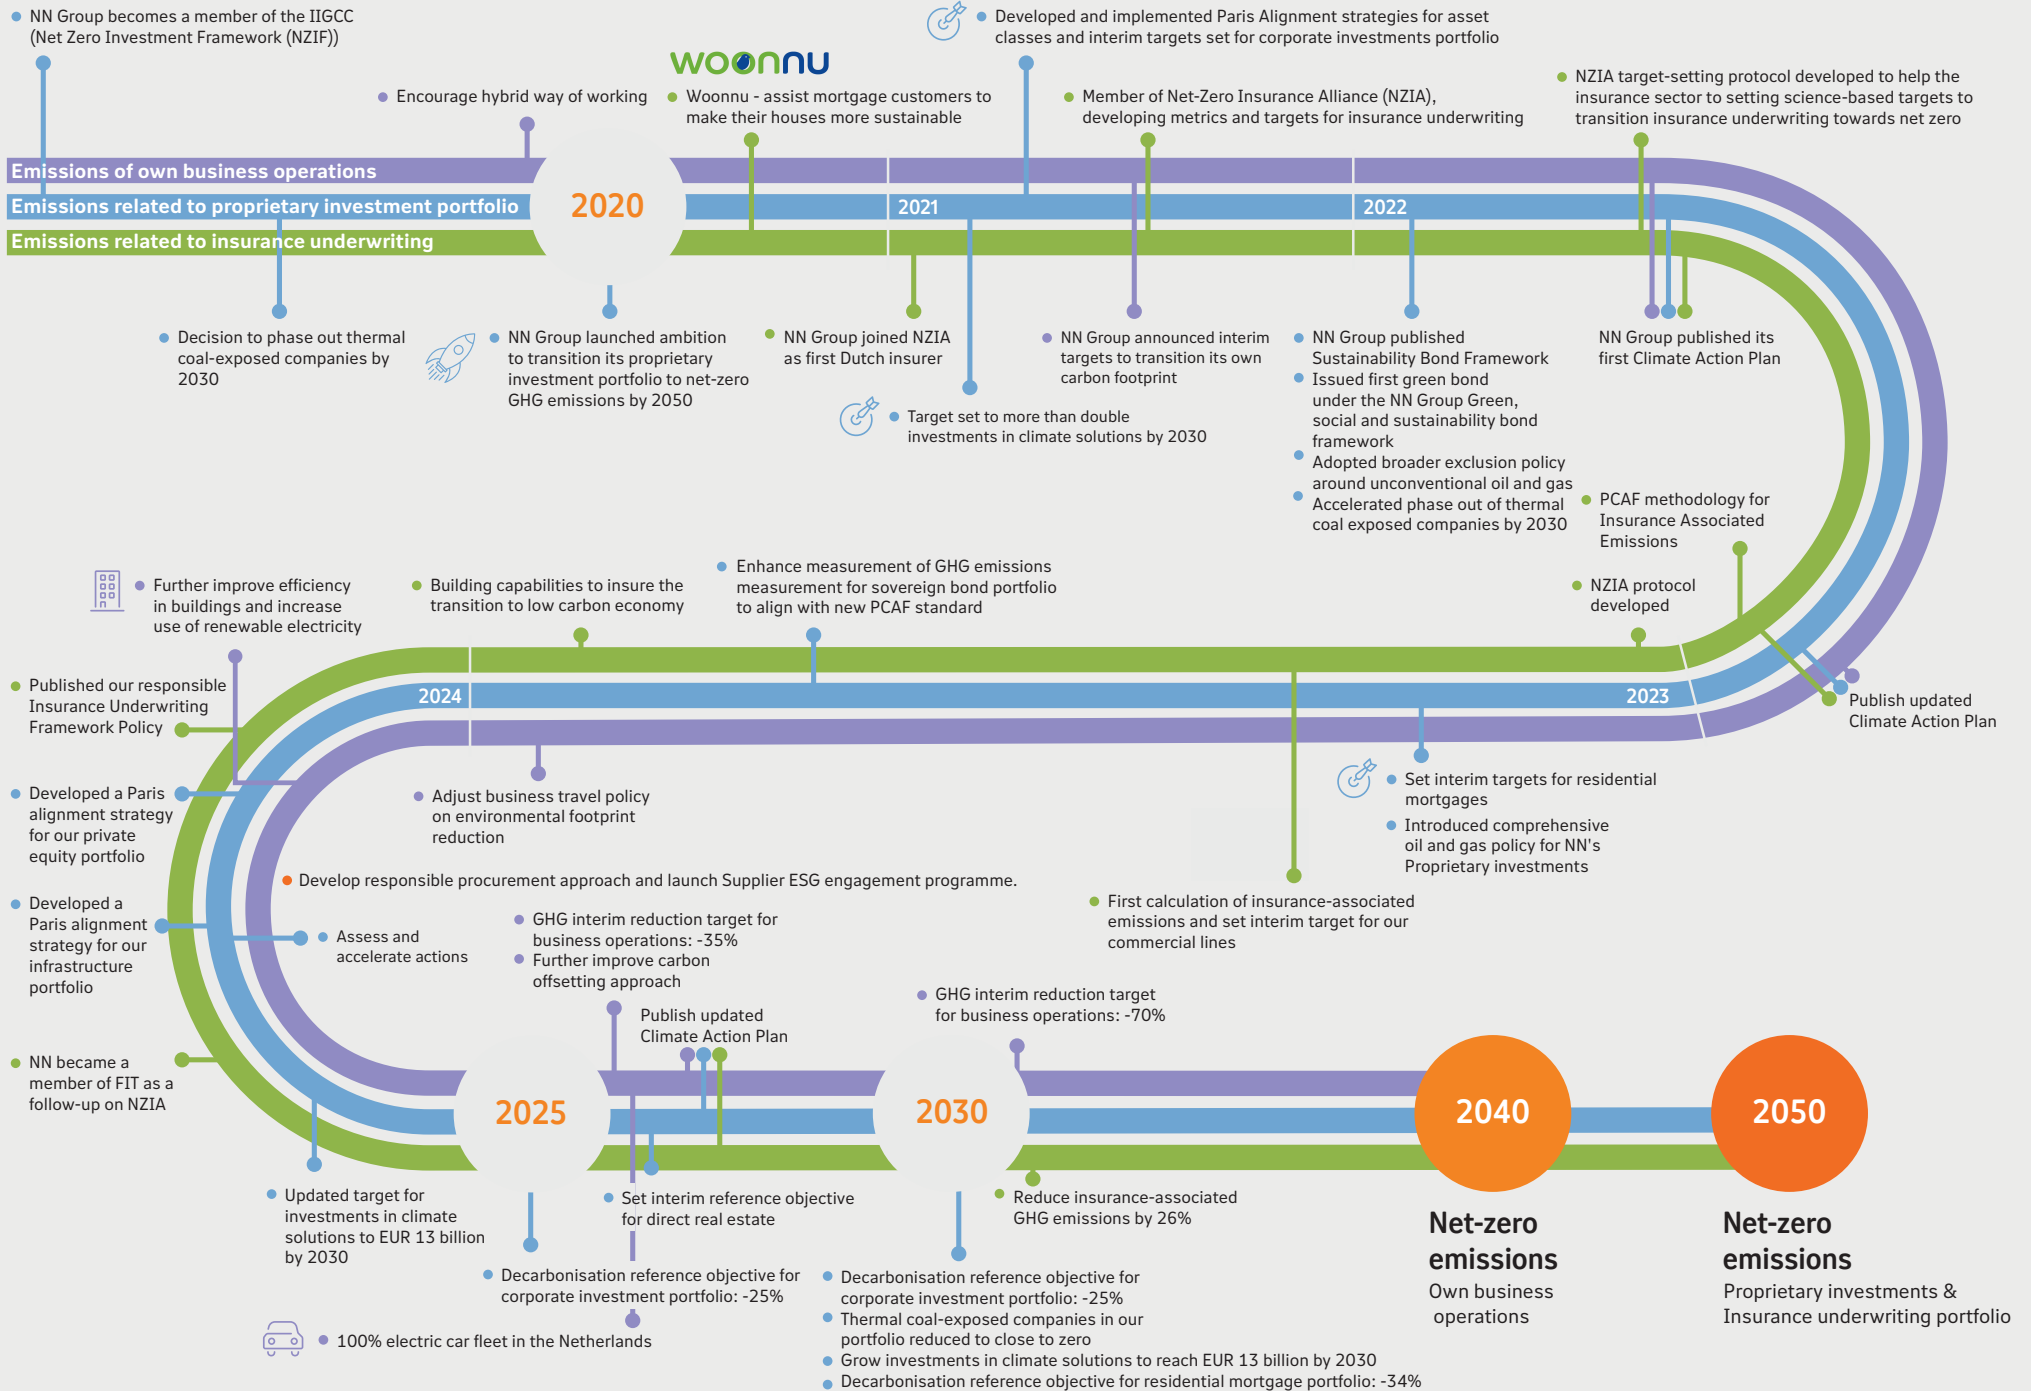 NN Group becomes a member of the IIGCC
(Net Zero Investment Framework (NZIF))
Developed and implemented Paris Alignment strategies for asset
classes and interim targets set for corporate investments portfolio
woonnu
Encourage hybrid way of working
Woonnu - assist mortgage customers to
make their houses more sustainable
Member of Net-Zero Insurance Alliance (NZIA),
developing metrics and targets for insurance underwriting
NZIA target-setting protocol developed to help the
insurance sector to setting science-based targets to
transition insurance underwriting towards net zero
Emissions of own business operations
Emissions related to proprietary investment portfolio
Emissions related to insurance underwriting
2020
2021
2022
Decision to phase out thermal
coal-exposed companies by
2030
NN Group launched ambition
to transition its proprietary
investment portfolio to net-zero
GHG emissions by 2050
NN Group joined NZIA
as first Dutch insurer
Target set to more than double
investments in climate solutions by 2030
NN Group announced interim
targets to transition its own
carbon footprint
NN Group published
Sustainability Bond Framework
Issued first green bond
under the NN Group Green,
social and sustainability bond
framework
Adopted broader exclusion policy
around unconventional oil and gas
Accelerated phase out of thermal
coal exposed companies by 2030
NN Group published its
first Climate Action Plan
PCAF methodology for
Insurance Associated
Emissions
NZIA protocol
developed
Publish updated
Climate Action Plan
Enhance measurement of GHG emissions
measurement for sovereign bond portfolio
to align with new PCAF standard
Building capabilities to insure the
transition to low carbon economy
Further improve efficiency
in buildings and increase
use of renewable electricity
2024
2023
Published our responsible
Insurance Underwriting
Framework Policy
Set interim targets for residential
mortgages
Introduced comprehensive
oil and gas policy for NN's
Proprietary investments
Adjust business travel policy
on environmental footprint
reduction
Developed a Paris
alignment strategy
for our private
equity portfolio
Develop responsible procurement approach and launch Supplier ESG engagement programme.
First calculation of insurance-associated
emissions and set interim target for our
commercial lines
Developed a
Paris alignment
strategy for our
infrastructure
portfolio
Assess and
accelerate actions
GHG interim reduction target for
business operations: -35%
Further improve carbon
offsetting approach
Publish updated
Climate Action Plan
GHG interim reduction target
for business operations: -70%
NN became a
member of FIT as a
follow-up on NZIA
2025
2030
2040
2050
Updated target for
investments in climate
solutions to EUR 13 billion
by 2030
Set interim reference objective
for direct real estate
Reduce insurance-associated
GHG emissions by 26%
Net-zero
emissions
Own business
operations
Net-zero
emissions
Proprietary investments &
Insurance underwriting portfolio
Decarbonisation reference objective for
corporate investment portfolio: -25%
100% electric car fleet in the Netherlands
Decarbonisation reference objective for
corporate investment portfolio: -25%
Thermal coal-exposed companies in our
portfolio reduced to close to zero
Grow investments in climate solutions to reach EUR 13 billion by 2030
Decarbonisation reference objective for residential mortgage portfolio: -34%